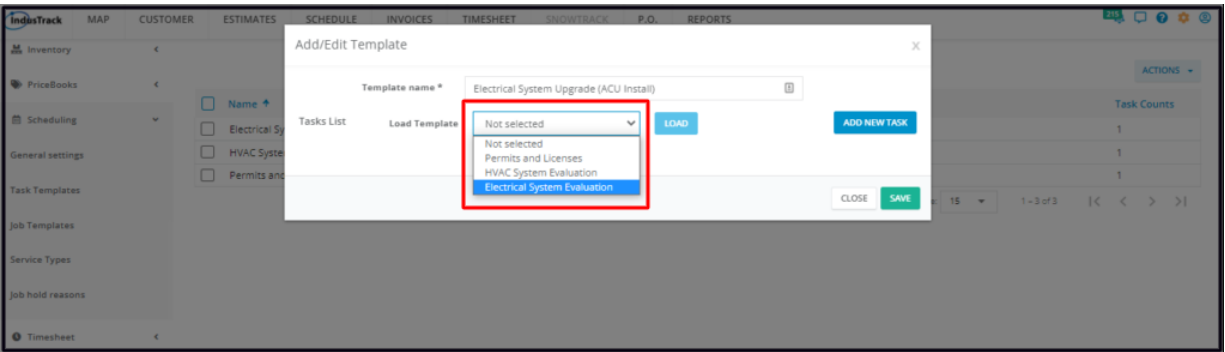 IndusTrack MAP CUSTOMER ESTIMATES SCHEDULE INVOICES TIMESHEET SNOWTRACK P.O. REPORTS 215
Inventory
PriceBooks
Scheduling
General settings
Task Templates
Job Templates
Service Types
Job hold reasons
Timesheet
ACTIONS
Name Task Counts
Electrical Sy 1
HVAC Syste 1
Permits and 1
15 1 - 3 of 3
Add/Edit Template X
Template name * Electrical System Upgrade (ACU Install)
Tasks List Load Template Not selected LOAD ADD NEW TASK
Not selected
Permits and Licenses
HVAC System Evaluation
Electrical System Evaluation
CLOSE SAVE